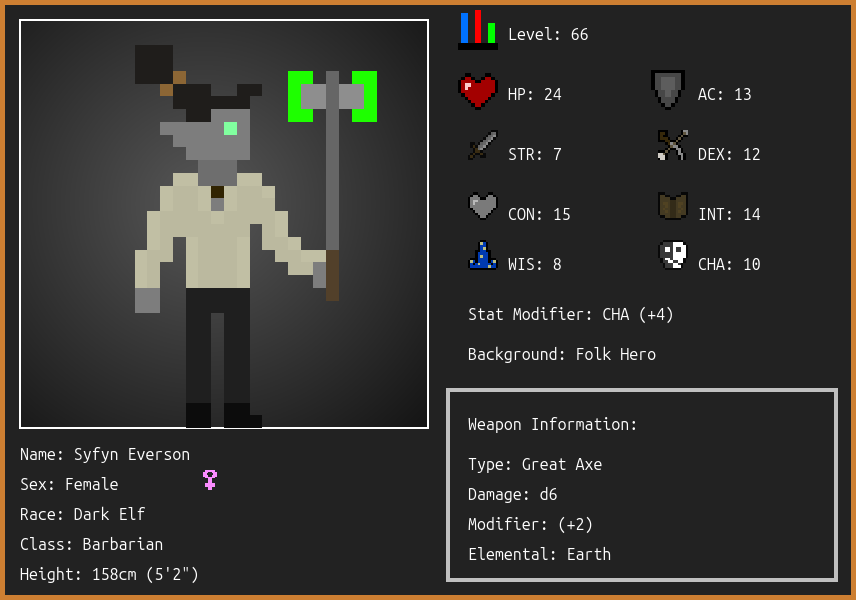 Level: 66
HP: 24
AC: 13
STR: 7
DEX: 12
CON: 15
INT: 14
WIS: 8
CHA: 10
Stat Modifier: CHA (+4)
Background: Folk Hero
Weapon Information:
Type: Great Axe
Damage: d6
Modifier: (+2)
Elemental: Earth
Name: Syfyn Everson
Sex: Female
Race: Dark Elf
Class: Barbarian
Height: 158cm (5'2")